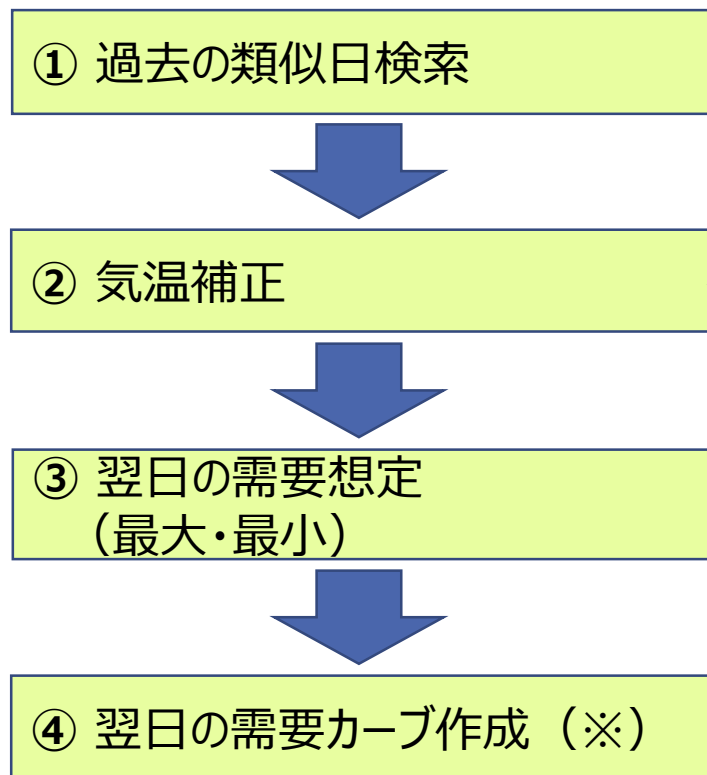 ① 過去の類似日検索
② 気温補正
③ 翌日の需要想定
（最大・最小）
④ 翌日の需要カーブ作成（※）